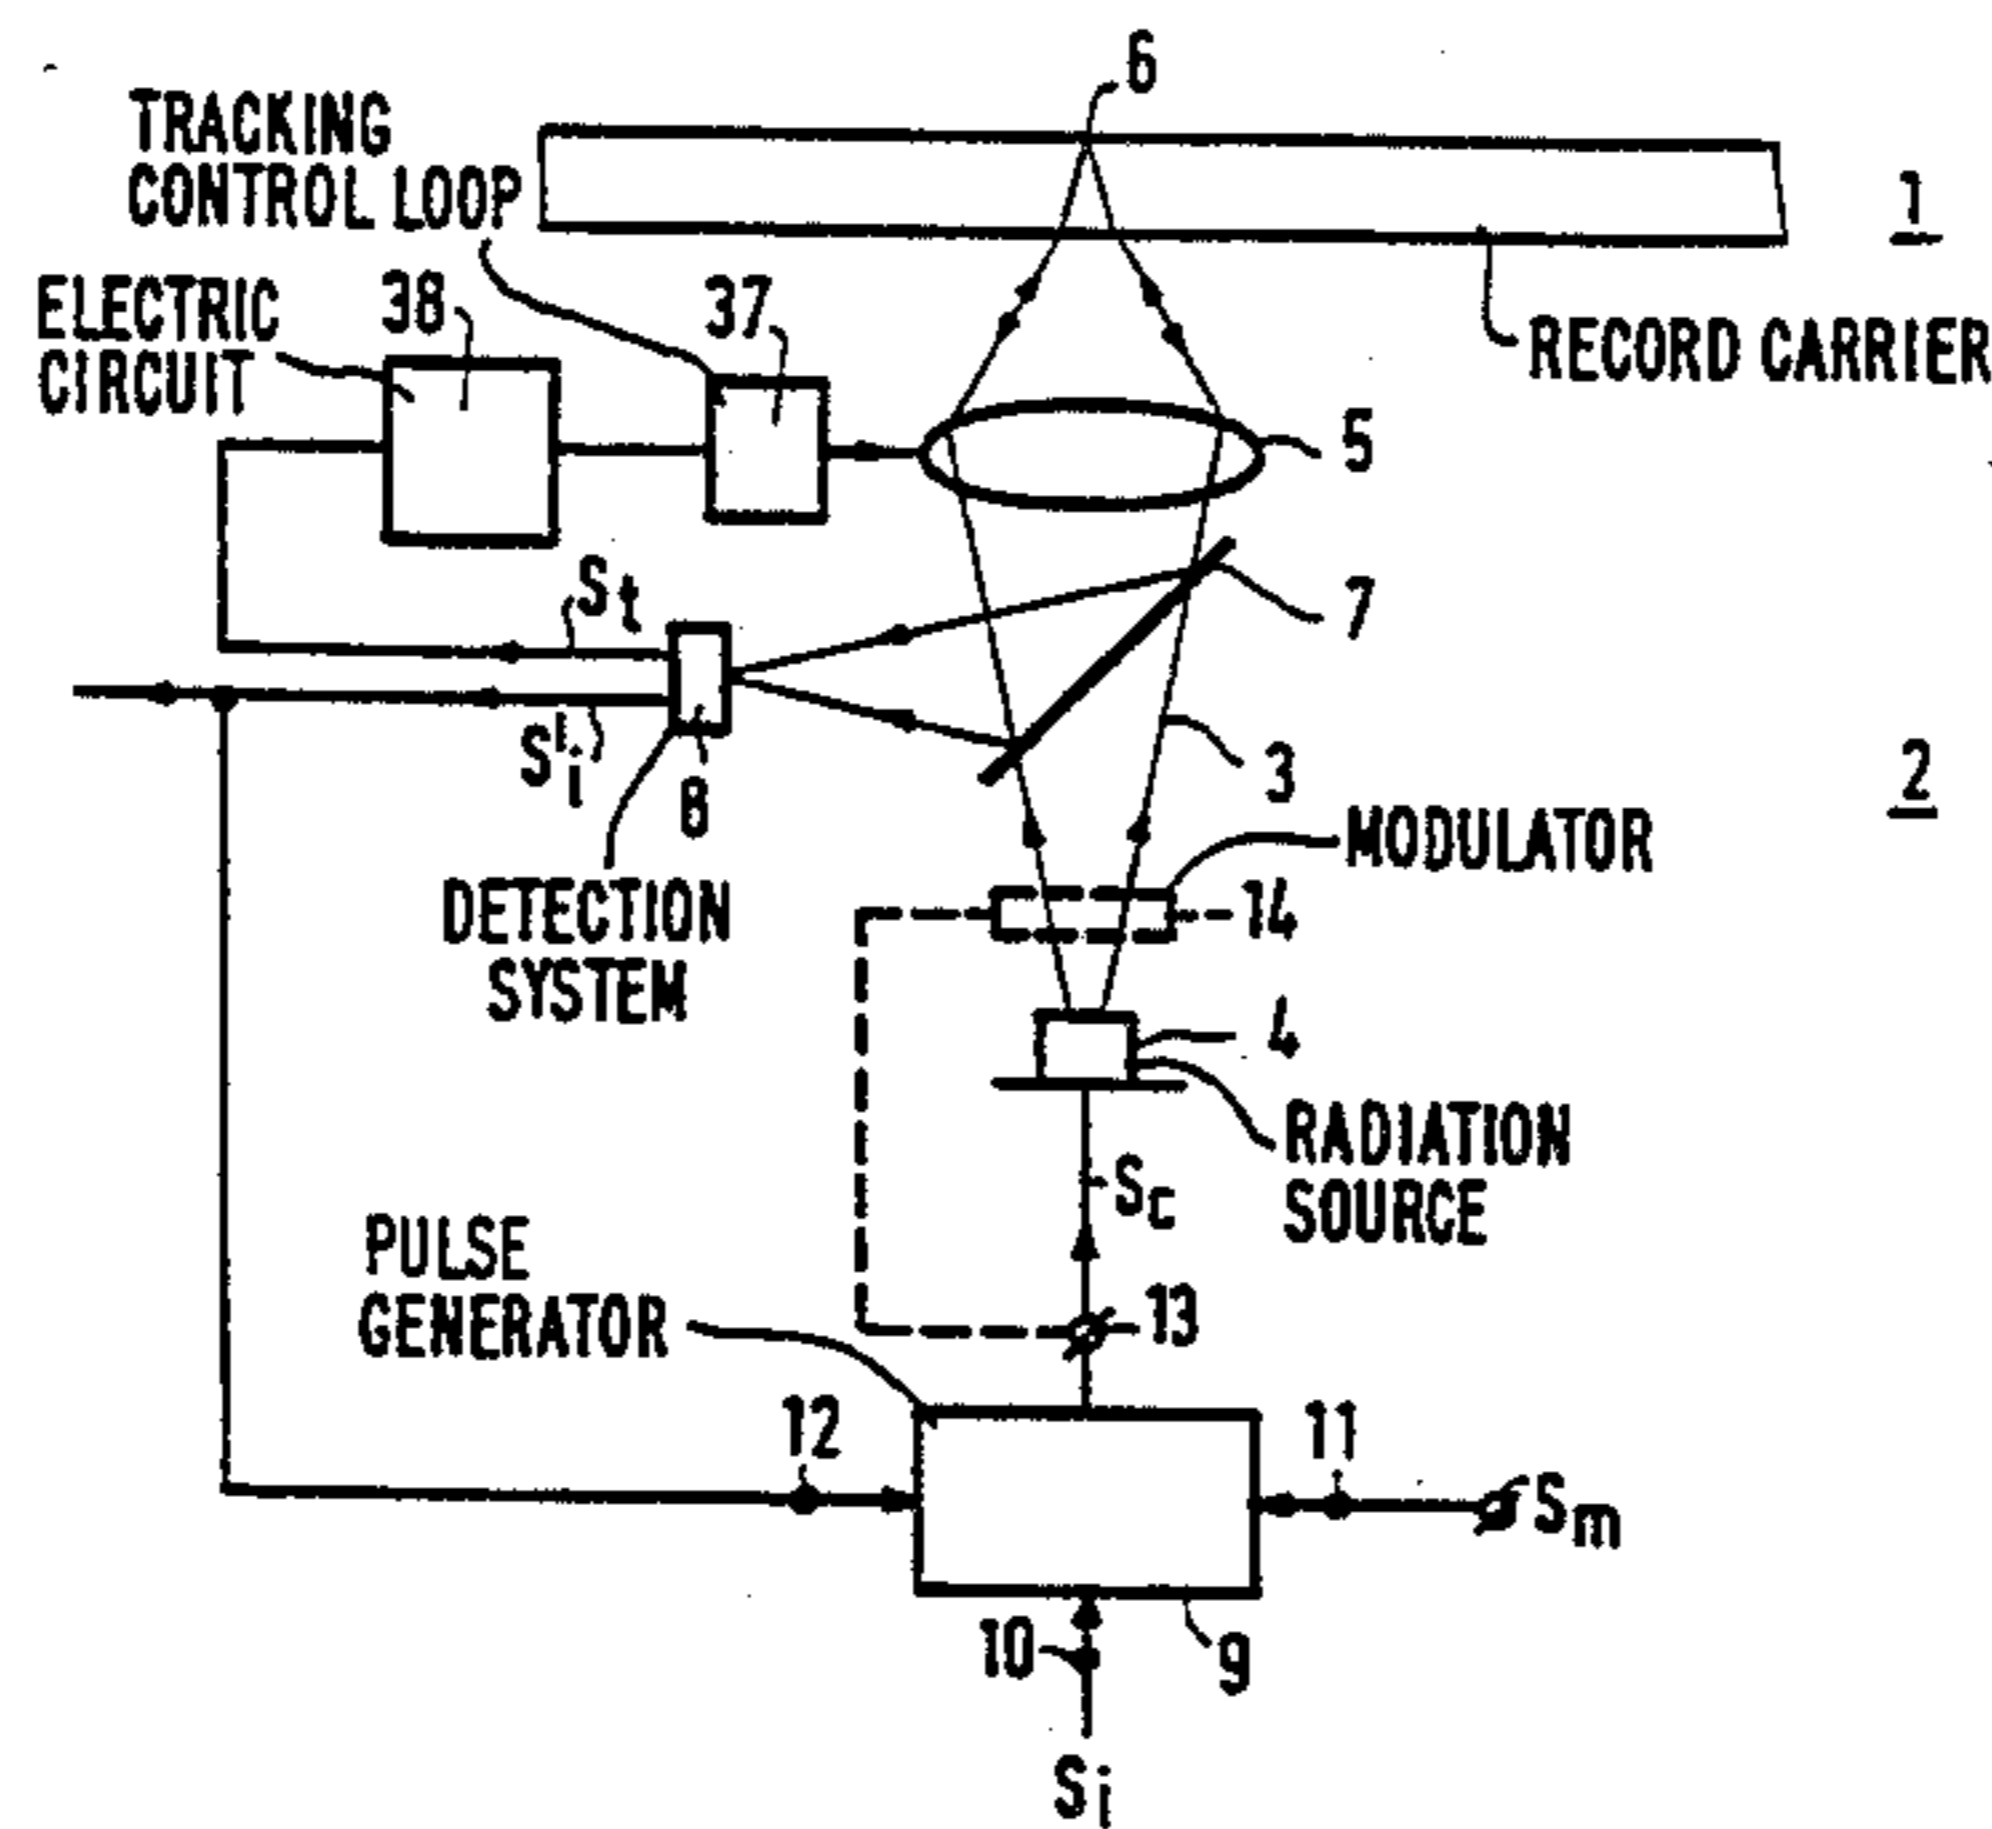 6
TRACKING
CONTROL LOOP
1
ELECTRIC
CIRCUIT
38
37
RECORD CARRIER
5
St
7
S'i
8
3
2
MODULATOR
DETECTION
SYSTEM
14
4
RADIATION
SOURCE
Sc
PULSE
GENERATOR
13
12
11
Sm
10
9
Si